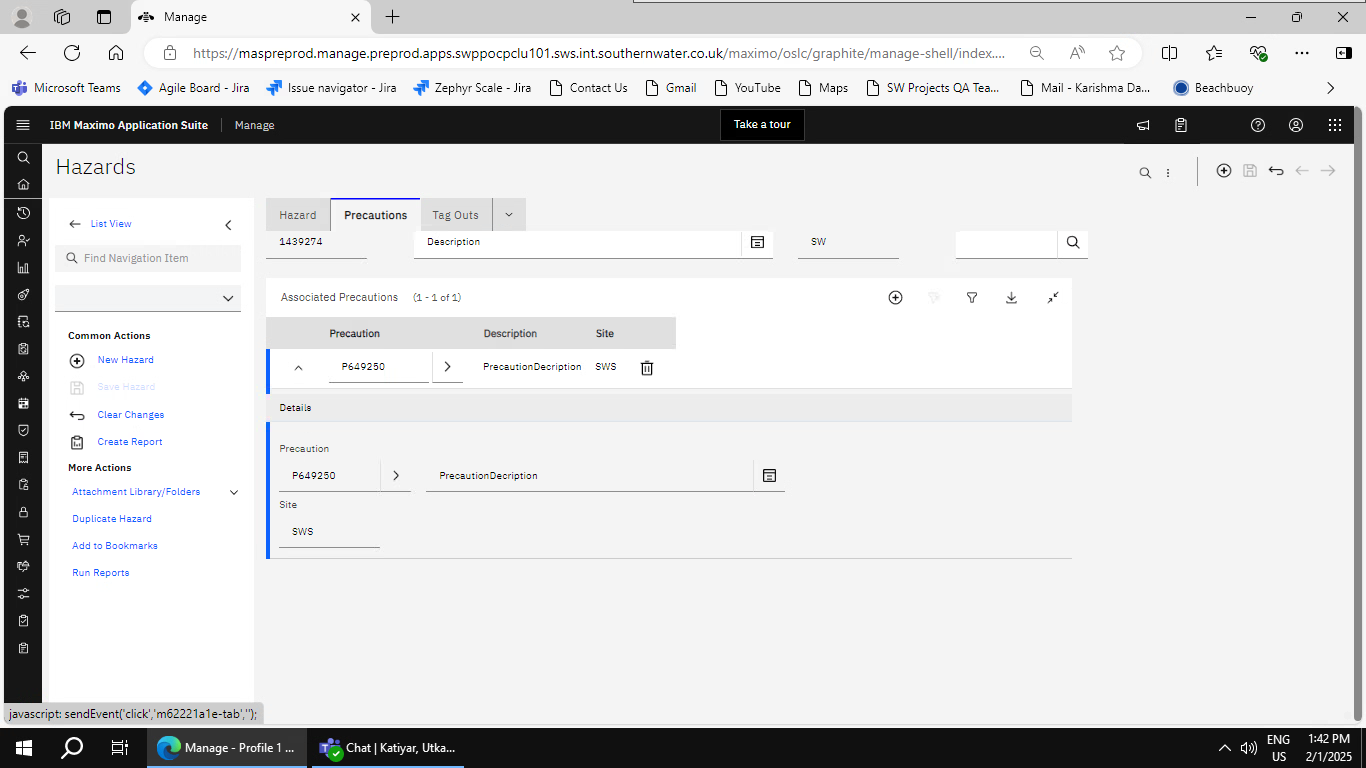 Manage
https://maspreprod.manage.preprod.apps.swppocpclu101.sws.int.southernwater.co.uk/maximo/oslc/graphite/manage-shell/index....
Microsoft Teams
Agile Board - Jira
Issue navigator - Jira
Zephyr Scale - Jira
Contact Us
Gmail
YouTube
Maps
SW Projects QA Tea...
Mail - Karishma Da...
Beachbuoy
IBM Maximo Application Suite
Manage
Take a tour
Hazards
List View
Find Navigation Item
Common Actions
New Hazard
Save Hazard
Clear Changes
Create Report
More Actions
Attachment Library/Folders
Duplicate Hazard
Add to Bookmarks
Run Reports
Hazard
Precautions
Tag Outs
1439274
Description
SW
Associated Precautions (1 - 1 of 1)
Precaution Description Site
P649250 PrecautionDecription SWS
Details
Precaution
P649250 PrecautionDecription
Site
SWS
javascript: sendEvent('click','m62221a1e-tab','');
Manage - Profile 1 ...
Chat | Katiyar, Utka...
ENG
US
1:42 PM
2/1/2025